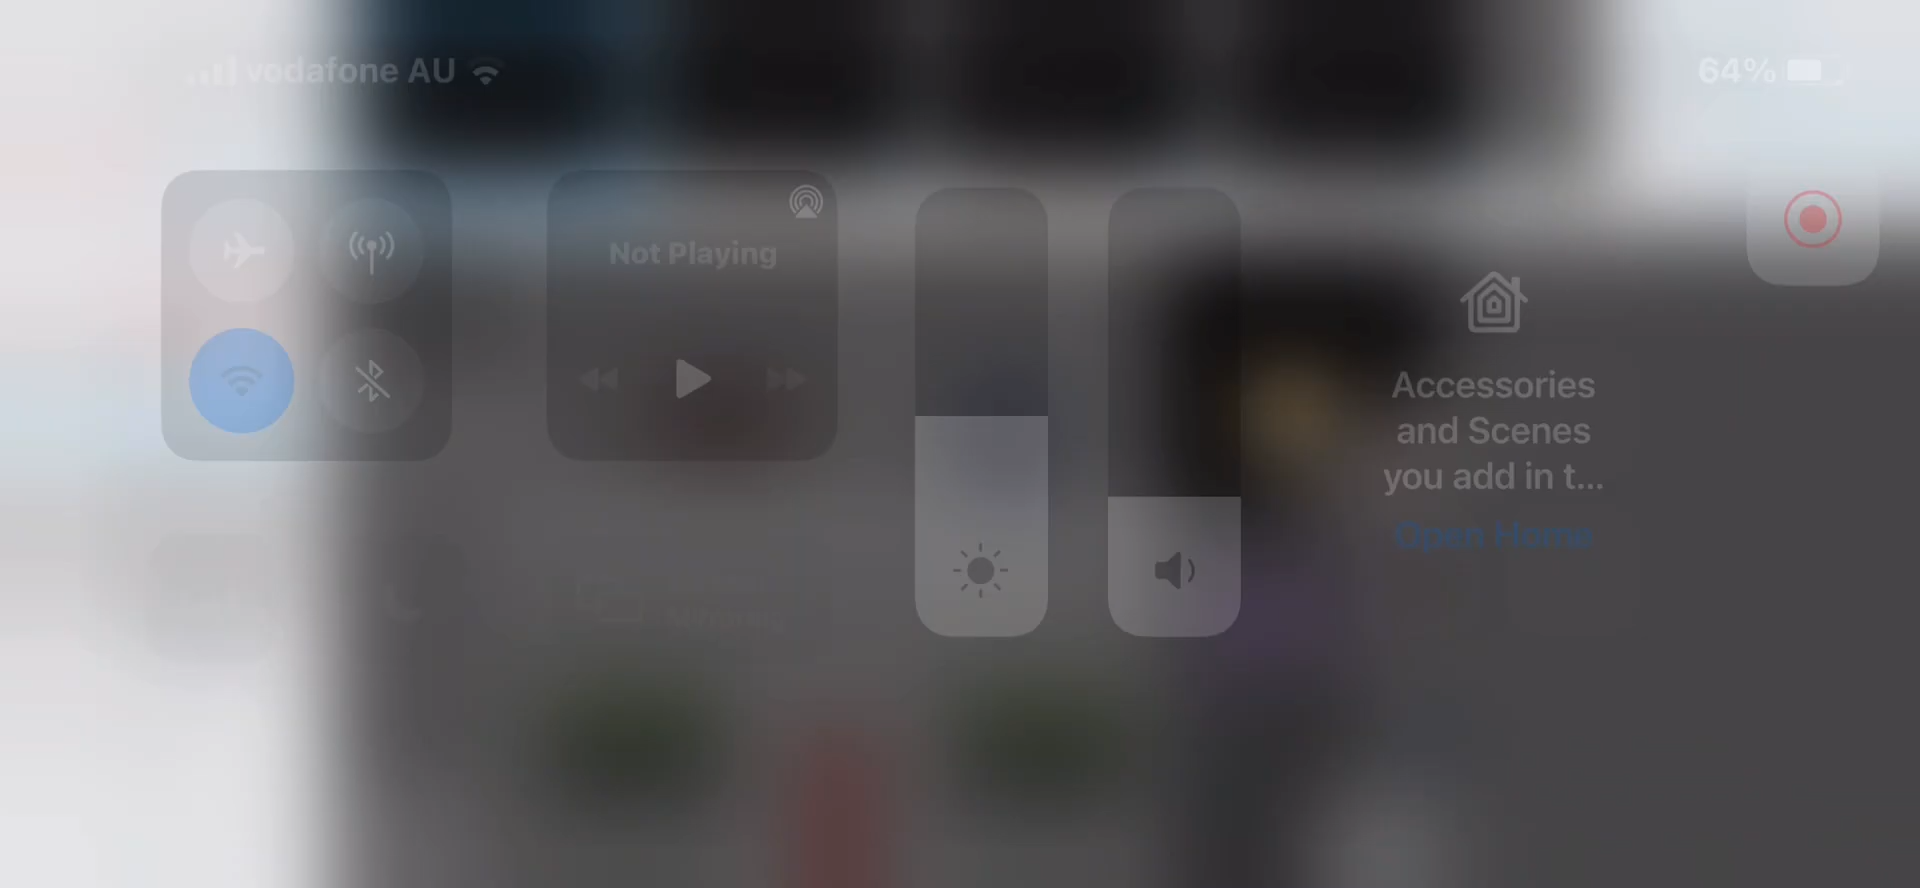 vodafone AU
64%
Not Playing
Accessories
and Scenes
you add in t...
Open Home